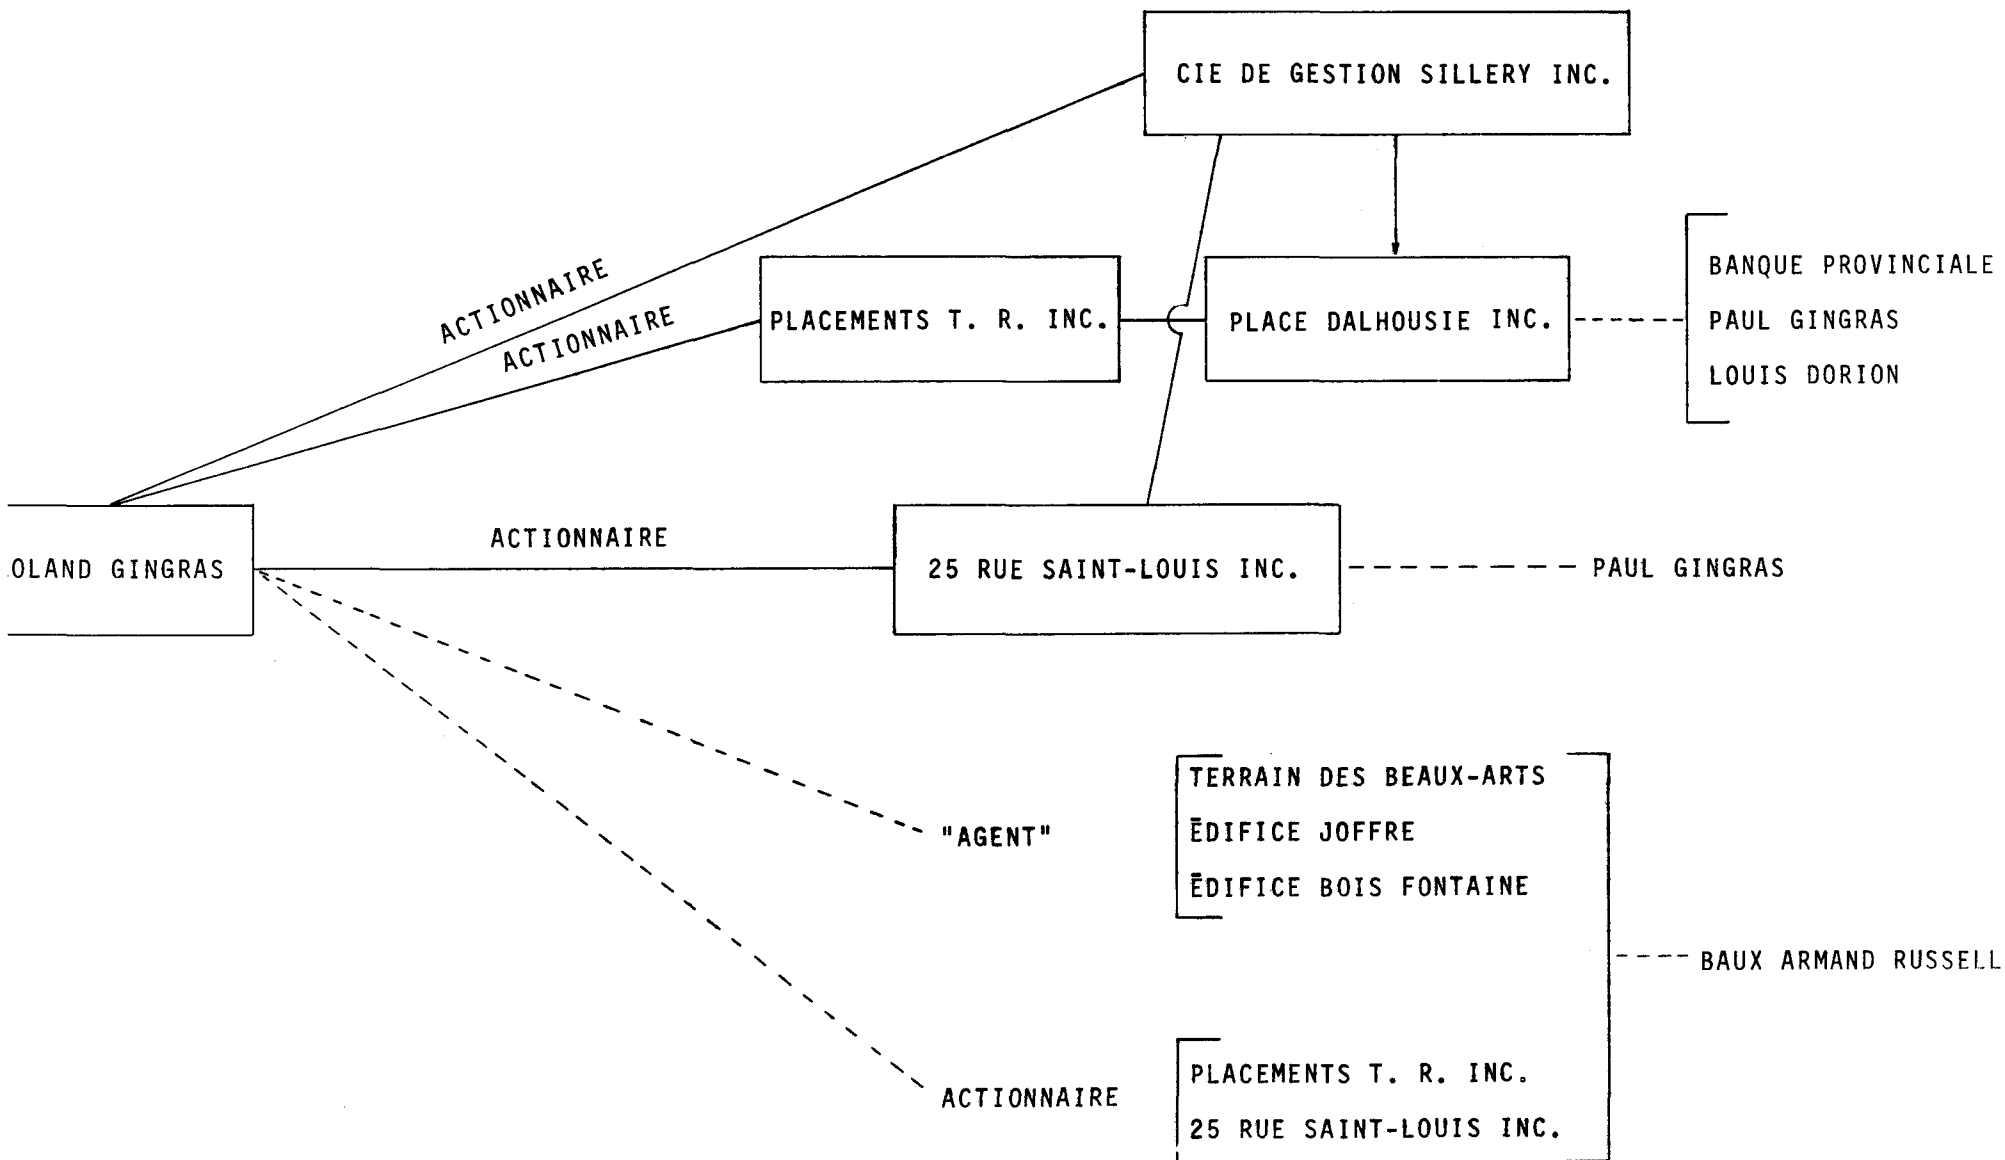 CIE DE GESTION SILLERY INC.
ACTIONNAIRE
ACTIONNAIRE
PLACEMENTS T. R. INC.
PLACE DALHOUSIE INC.
BANQUE PROVINCIALE
PAUL GINGRAS
LOUIS DORION
OLAND GINGRAS
ACTIONNAIRE
25 RUE SAINT-LOUIS INC.
PAUL GINGRAS
"AGENT"
TERRAIN DES BEAUX-ARTS
ÉDIFICE JOFFRE
ÉDIFICE BOIS FONTAINE
BAUX ARMAND RUSSELL
ACTIONNAIRE
PLACEMENTS T. R. INC.
25 RUE SAINT-LOUIS INC.